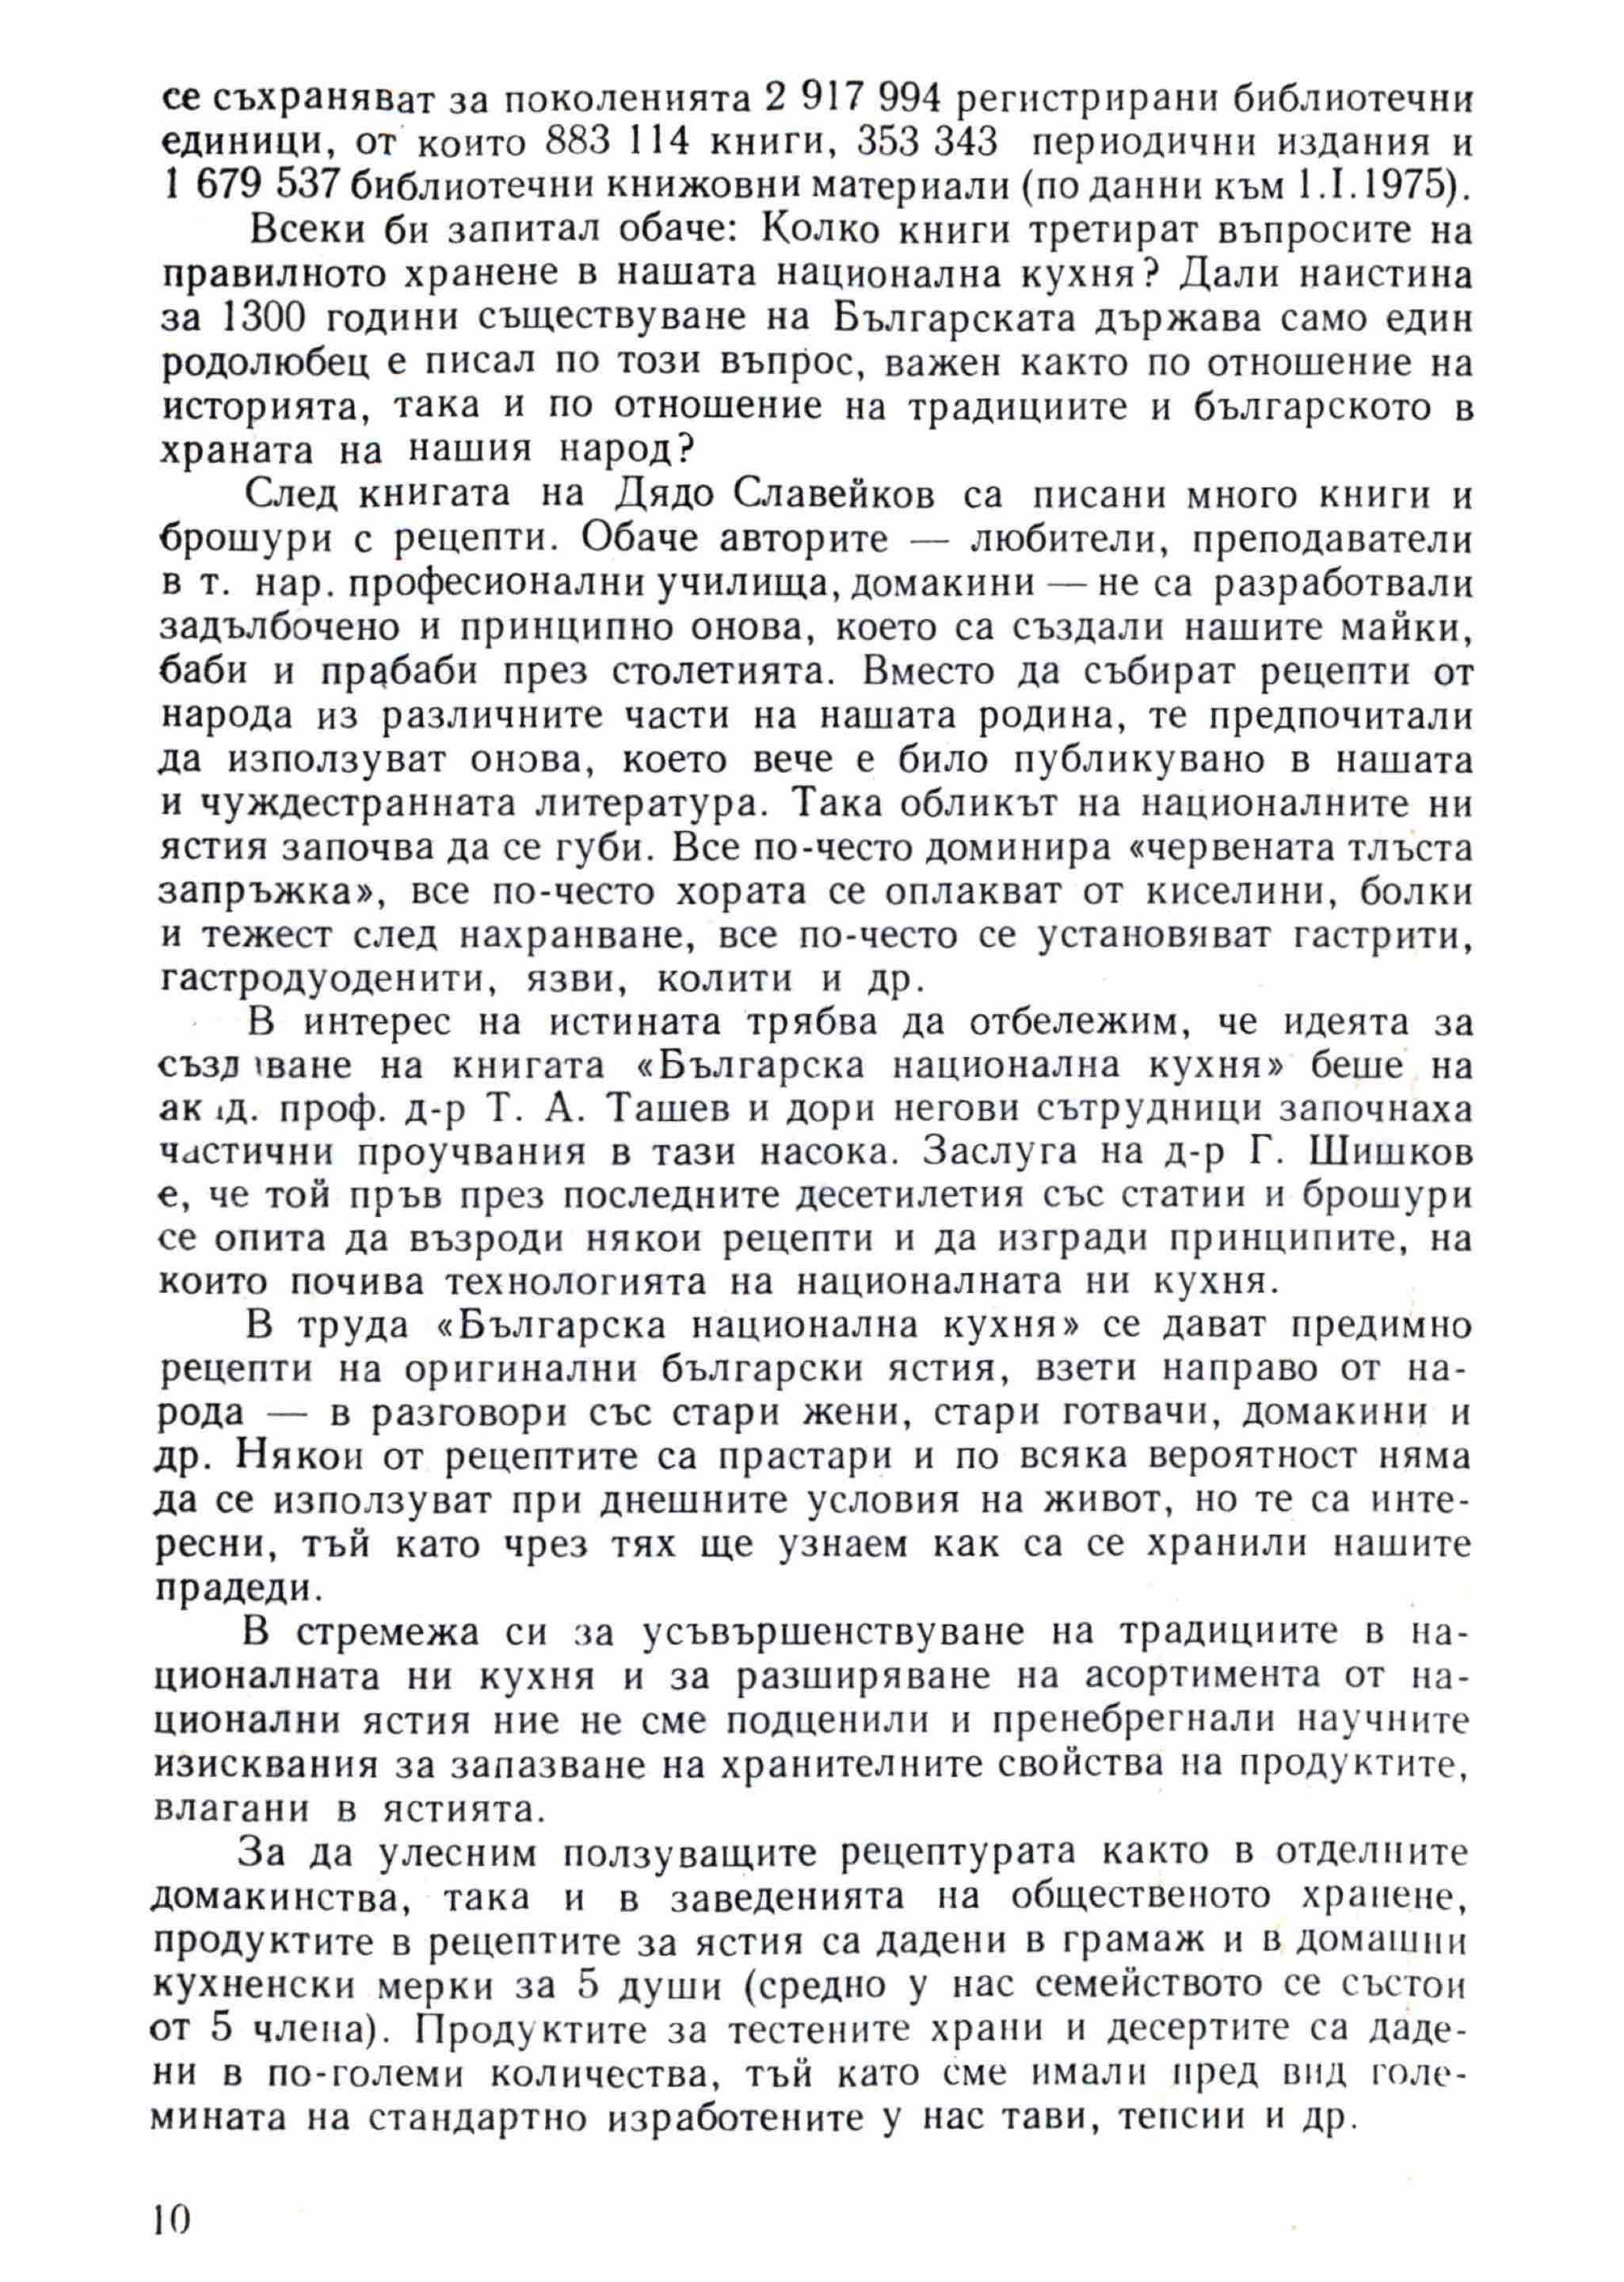 се съхраняват за поколенията 2 917 994 регистрирани библиотечни
единици, от които 883 114 книги, 353 343 периодични издания и
1 679 537 библиотечни книжовни материали (по данни към 1.I.1975).
Всеки би запитал обаче: Колко книги третират въпросите на
правилното хранене в нашата национална кухня? Дали наистина
за 1300 години съществуване на Българската държава само един
родолюбец е писал по този въпрос, важен както по отношение на
историята, така и по отношение на традициите и българското в
храната на нашия народ?
След книгата на Дядо Славейков са писани много книги и
брошури с рецепти. Обаче авторите — любители, преподаватели
в т. нар. професионални училища, домакини — не са разработвали
задълбочено и принципно онова, което са създали нашите майки,
баби и прабаби през столетията. Вместо да събират рецепти от
народа из различните части на нашата родина, те предпочитали
да използуват онова, което вече е било публикувано в нашата
и чуждестранната литература. Така обликът на националните ни
ястия започва да се губи. Все по-често доминира «червената тлъста
запръжка», все по-често хората се оплакват от киселини, болки
и тежест след нахранване, все по-често се установяват гастрити,
гастродуоденити, язви, колити и др.
В интерес на истината трябва да отбележим, че идеята за
създаване на книгата «Българска национална кухня» беше на
акад. проф. д-р Т. А. Ташев и дори негови сътрудници започнаха
частични проучвания в тази насока. Заслуга на д-р Г. Шишков
е, че той пръв през последните десетилетия със статии и брошури
се опита да възроди някои рецепти и да изгради принципите, на
които почива технологията на националната ни кухня.
В труда «Българска национална кухня» се дават предимно
рецепти на оригинални български ястия, взети направо от на-
рода — в разговори със стари жени, стари готвачи, домакини и
др. Някои от рецептите са прастари и по всяка вероятност няма
да се използуват при днешните условия на живот, но те са инте-
ресни, тъй като чрез тях ще узнаем как са се хранили нашите
прадеди.
В стремежа си за усъвършенствуване на традициите в на-
ционалната ни кухня и за разширяване на асортимента от на-
ционални ястия ние не сме подценили и пренебрегнали научните
изисквания за запазване на хранителните свойства на продуктите,
влагани в ястията.
За да улесним ползуващите рецептурата както в отделните
домакинства, така и в заведенията на общественото хранене,
продуктите в рецептите за ястия са дадени в грамаж и в домашни
кухненски мерки за 5 души (средно у нас семейството се състои
от 5 члена). Продуктите за тестените храни и десертите са даде-
ни в по-големи количества, тъй като сме имали пред вид голе-
мината на стандартно изработените у нас тави, тепсии и др.
10